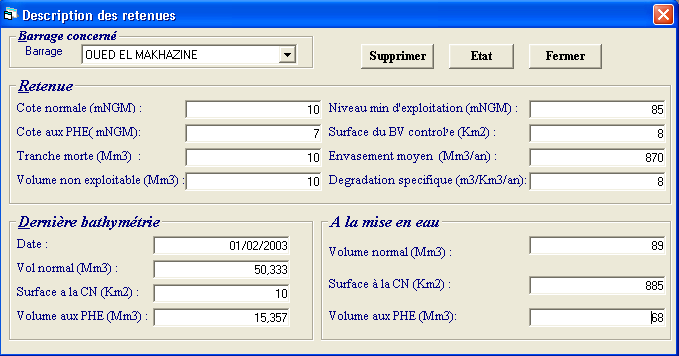 Description des retenues
Barrage concerné
Barrage OUED EL MAKHAZINE
Supprimer Etat Fermer
Retenue
Cote normale (mNGM) : 10
Niveau min d'exploitation (mNGM) : 85
Cote aux PHE( mNGM): 7
Surface du BV control²e (Km2) : 8
Tranche morte (Mm3) : 10
Envasement moyen (Mm3/an) : 870
Volume non exploitable (Mm3) : 10
Degradation specifique (m3/Km3/an): 8
Dernière bathymétrie
Date : 01/02/2003
Vol normal (Mm3) : 50,333
Surface a la CN (Km2) : 10
Volume aux PHE (Mm3) : 15,357
A la mise en eau
Volume normal (Mm3) : 89
Surface à la CN (Km2) : 885
Volume aux PHE (Mm3): 68